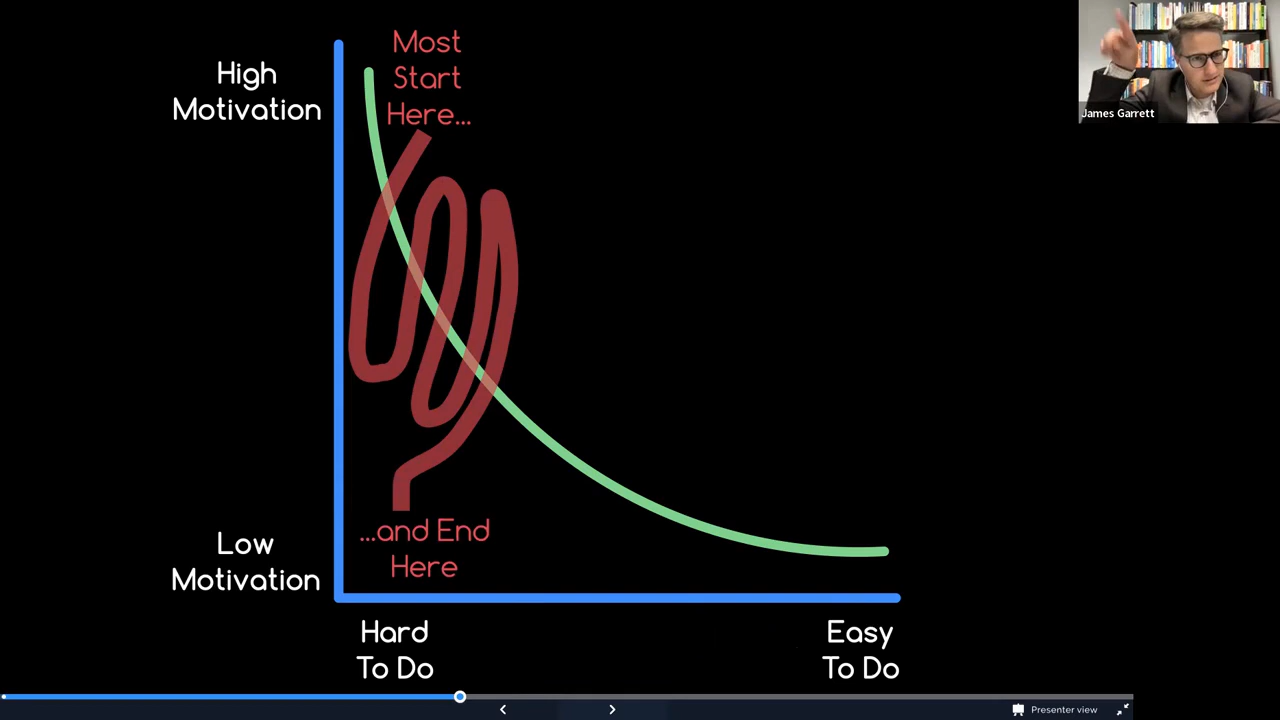 Most
Start
Here...
High
Motivation
James Garrett
...and End
Here
Low
Motivation
Hard
To Do
Easy
To Do
Presenter view